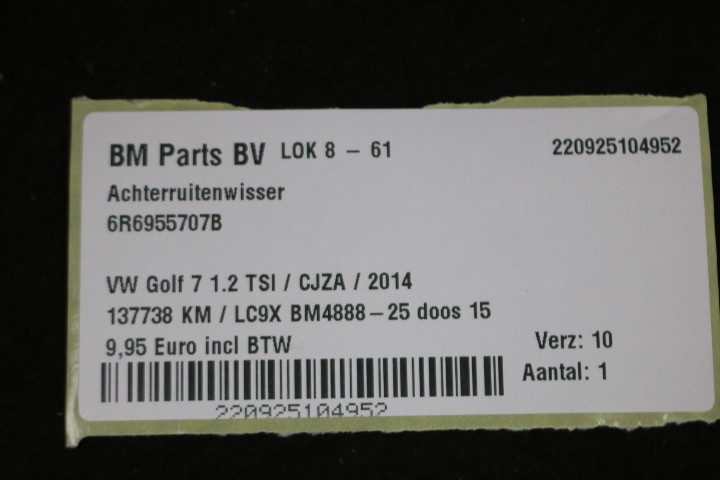 BM Parts BV LOK 8 - 61 220925104952
Achterruitenwisser
6R6955707B
VW Golf 7 1.2 TSI / CJZA / 2014
137738 KM / LC9X BM4888-25 doos 15
9,95 Euro incl BTW Verz: 10
Aantal: 1
220925104952